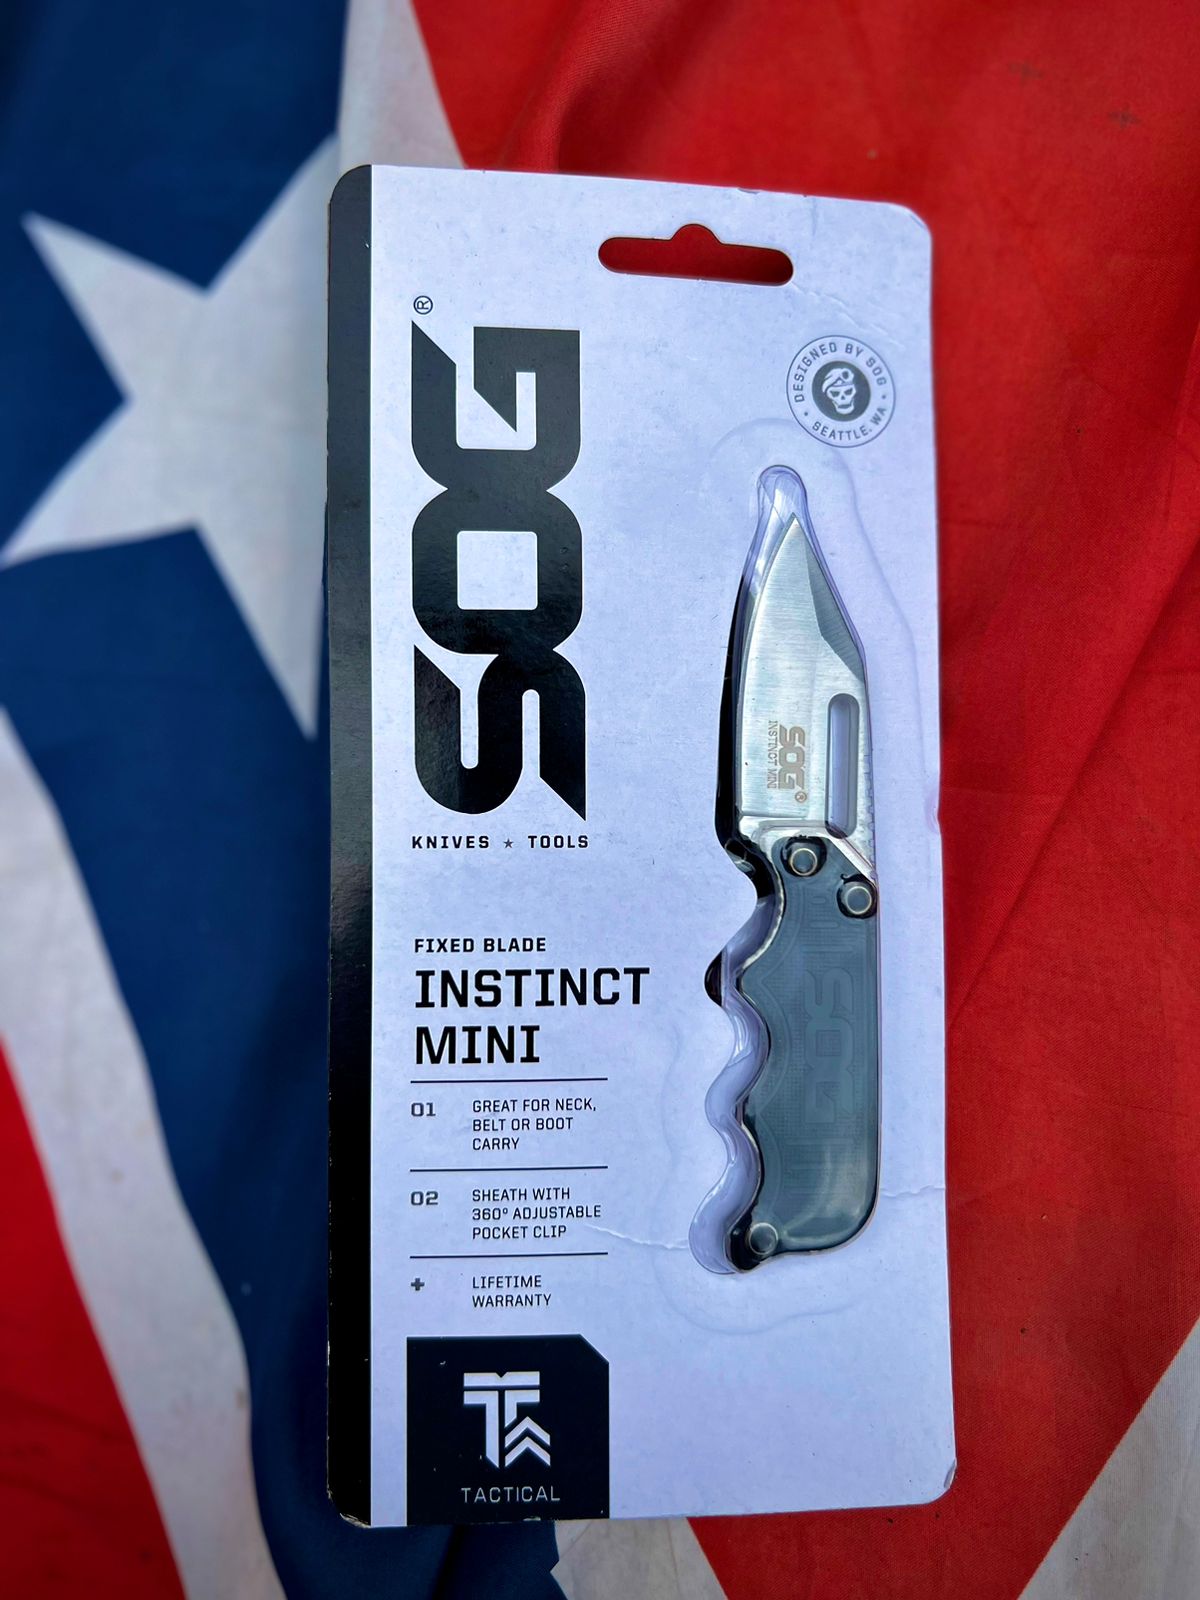 SOG®
KNIVES ★ TOOLS
DESIGNED BY SOG
• SEATTLE, WA •
SOG®
INSTINCT MINI
SOG
FIXED BLADE
INSTINCT
MINI
01
GREAT FOR NECK,
BELT OR BOOT
CARRY
02
SHEATH WITH
360° ADJUSTABLE
POCKET CLIP
+
LIFETIME
WARRANTY
TACTICAL